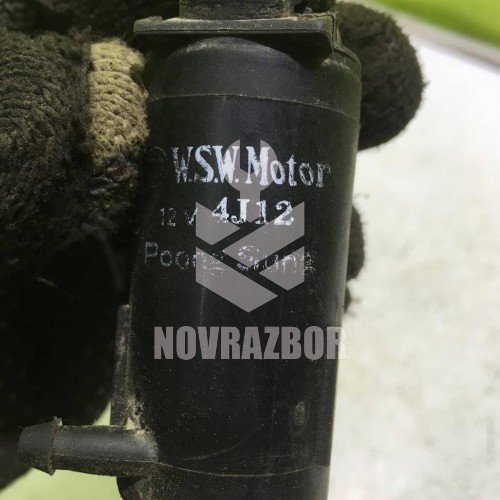 W.S.W. Motor
12 V 4J12
Poong Sung
NOVRAZBOR